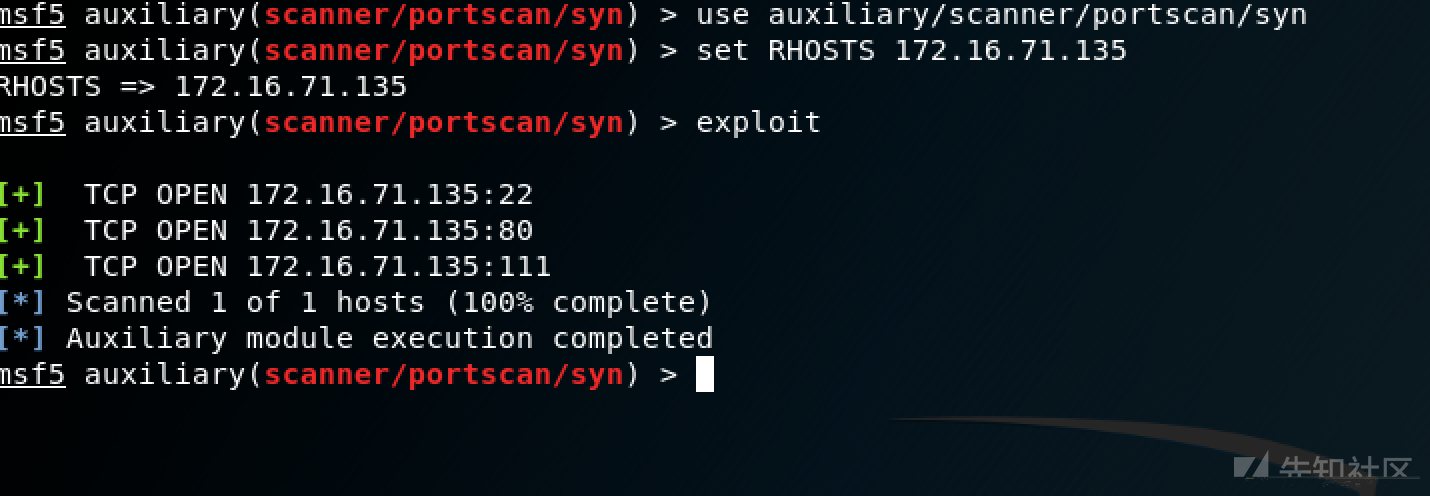 msf5 auxiliary(scanner/portscan/syn) > use auxiliary/scanner/portscan/syn
msf5 auxiliary(scanner/portscan/syn) > set RHOSTS 172.16.71.135
RHOSTS => 172.16.71.135
msf5 auxiliary(scanner/portscan/syn) > exploit
[+]  TCP OPEN 172.16.71.135:22
[+]  TCP OPEN 172.16.71.135:80
[+]  TCP OPEN 172.16.71.135:111
[*] Scanned 1 of 1 hosts (100% complete)
[*] Auxiliary module execution completed
msf5 auxiliary(scanner/portscan/syn) >
先知社区